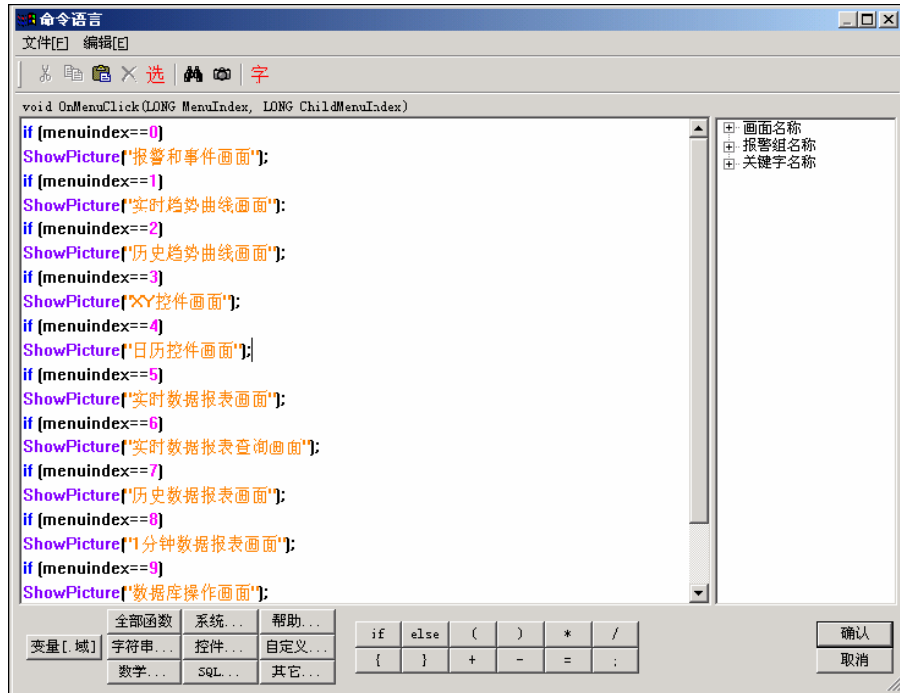 命令语言
文件[F] 编辑[E]
选 字
void OnMenuClick(LONG MenuIndex, LONG ChildMenuIndex)
if (menuindex==0)
ShowPicture("报警和事件画面");
if (menuindex==1)
ShowPicture("实时趋势曲线画面");
if (menuindex==2)
ShowPicture("历史趋势曲线画面");
if (menuindex==3)
ShowPicture("XY控件画面");
if (menuindex==4)
ShowPicture("日历控件画面");
if (menuindex==5)
ShowPicture("实时数据报表画面");
if (menuindex==6)
ShowPicture("实时数据报表查询画面");
if (menuindex==7)
ShowPicture("历史数据报表画面");
if (menuindex==8)
ShowPicture("1分钟数据报表画面");
if (menuindex==9)
ShowPicture("数据库操作画面");
画面名称
报警组名称
关键字名称
变量[.域]
全部函数 系统... 帮助...
字符串... 控件... 自定义...
数学... SQL... 其它...
if else ( ) * /
{ } + - = ;
确认
取消